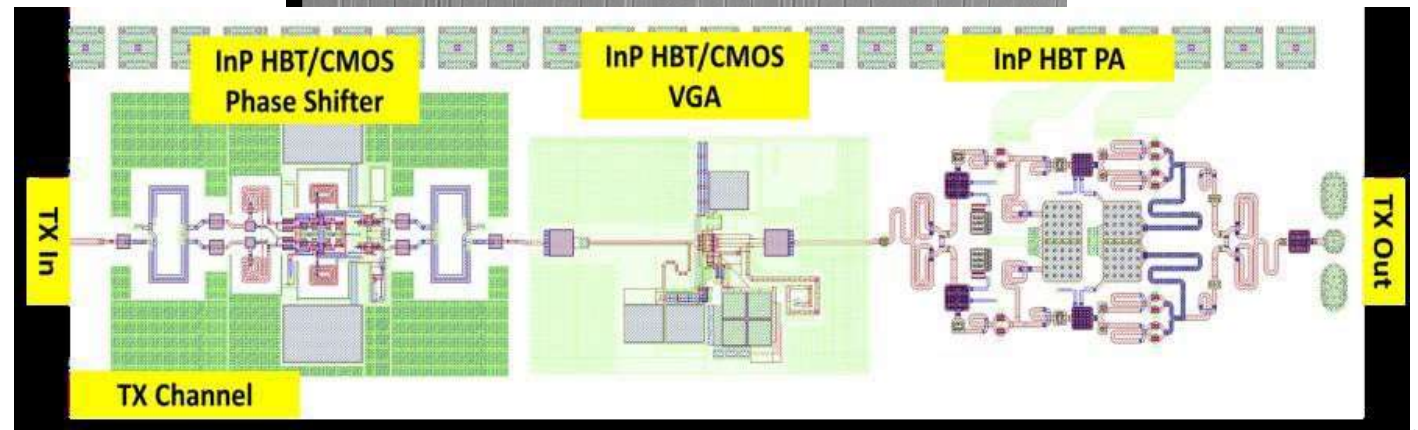 InP HBT/CMOS
Phase Shifter
InP HBT/CMOS
VGA
InP HBT PA
TX In
TX Out
TX Channel